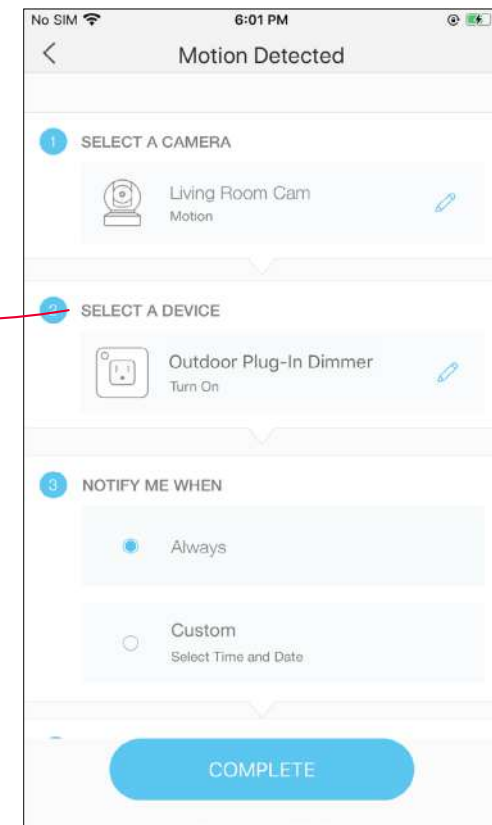 No SIM 6:01 PM
Motion Detected
1 SELECT A CAMERA
Living Room Cam
Motion
2 SELECT A DEVICE
Outdoor Plug-In Dimmer
Turn On
3 NOTIFY ME WHEN
Always
Custom
Select Time and Date
COMPLETE